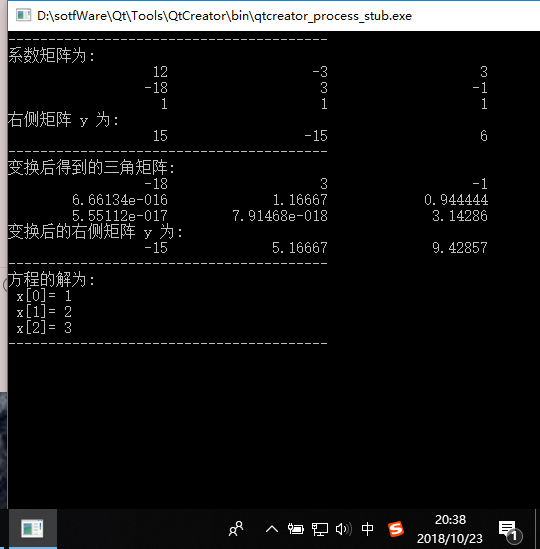 D:\sotfWare\Qt\Tools\QtCreator\bin\qtcreator_process_stub.exe
----------------------------------------
系数矩阵为:
12 -3 3
-18 3 -1
1 1 1
右侧矩阵 y 为:
15 -15 6
----------------------------------------
变换后得到的三角矩阵:
-18 3 -1
6.66134e-016 1.16667 0.944444
5.55112e-017 7.91468e-018 3.14286
变换后的右侧矩阵 y 为:
-15 5.16667 9.42857
----------------------------------------
方程的解为:
x[0]= 1
x[1]= 2
x[2]= 3
----------------------------------------
中
S
20:38
2018/10/23
1